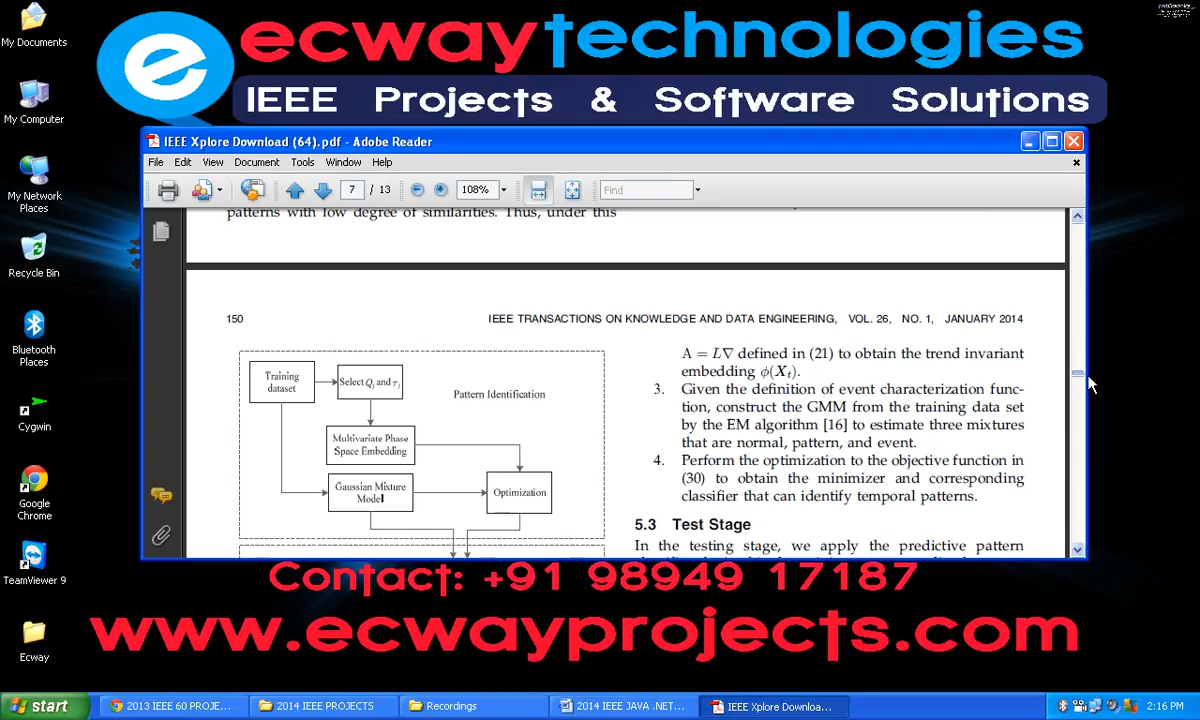 ecwaytechnologies
IEEE Projects & Software Solutions
My Documents
My Computer
My Network Places
Recycle Bin
Bluetooth Places
Cygwin
Google Chrome
TeamViewer 9
Ecway
IEEE Xplore Download (64).pdf - Adobe Reader
File Edit View Document Tools Window Help
7 / 13 108% Find
patterns with low degree of similarities. Thus, under this
150 IEEE TRANSACTIONS ON KNOWLEDGE AND DATA ENGINEERING, VOL. 26, NO. 1, JANUARY 2014
Training dataset
Select Qi and τi
Pattern Identification
Multivariate Phase Space Embedding
Gaussian Mixture Model
Optimization
A = L∇ defined in (21) to obtain the trend invariant
embedding φ(Xt).
3. Given the definition of event characterization func-
tion, construct the GMM from the training data set
by the EM algorithm [16] to estimate three mixtures
that are normal, pattern, and event.
4. Perform the optimization to the objective function in
(30) to obtain the minimizer and corresponding
classifier that can identify temporal patterns.
5.3 Test Stage
In the testing stage, we apply the predictive pattern
Contact: +91 98949 17187
www.ecwayprojects.com
start
2013 IEEE 60 PROJE...
2014 IEEE PROJECTS
Recordings
2014 IEEE JAVA .NET...
IEEE Xplore Downloa...
2:16 PM